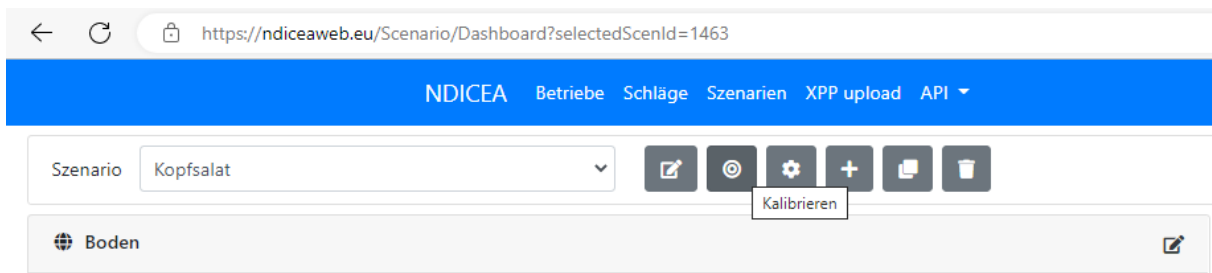 https://ndiceaweb.eu/Scenario/Dashboard?selectedScenId=1463
NDICEA Betriebe Schläge Szenarien XPP upload API
Szenario Kopfsalat
Kalibrieren
Boden